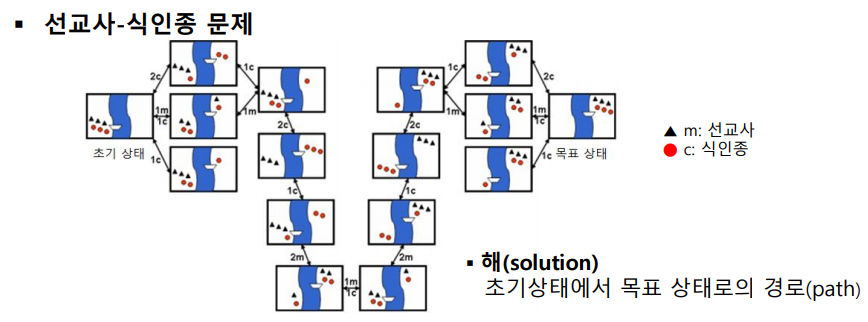 ▪ 선교사-식인종 문제
2c
1c
1c
2c
1m
1c
1m
1m
1m
1c
초기 상태
목표 상태
1c
2c
2c
1c
1c
1c
2m
2m
1m
1c
▲ m: 선교사
● c: 식인종
▪ 해(solution)
초기상태에서 목표 상태로의 경로(path)